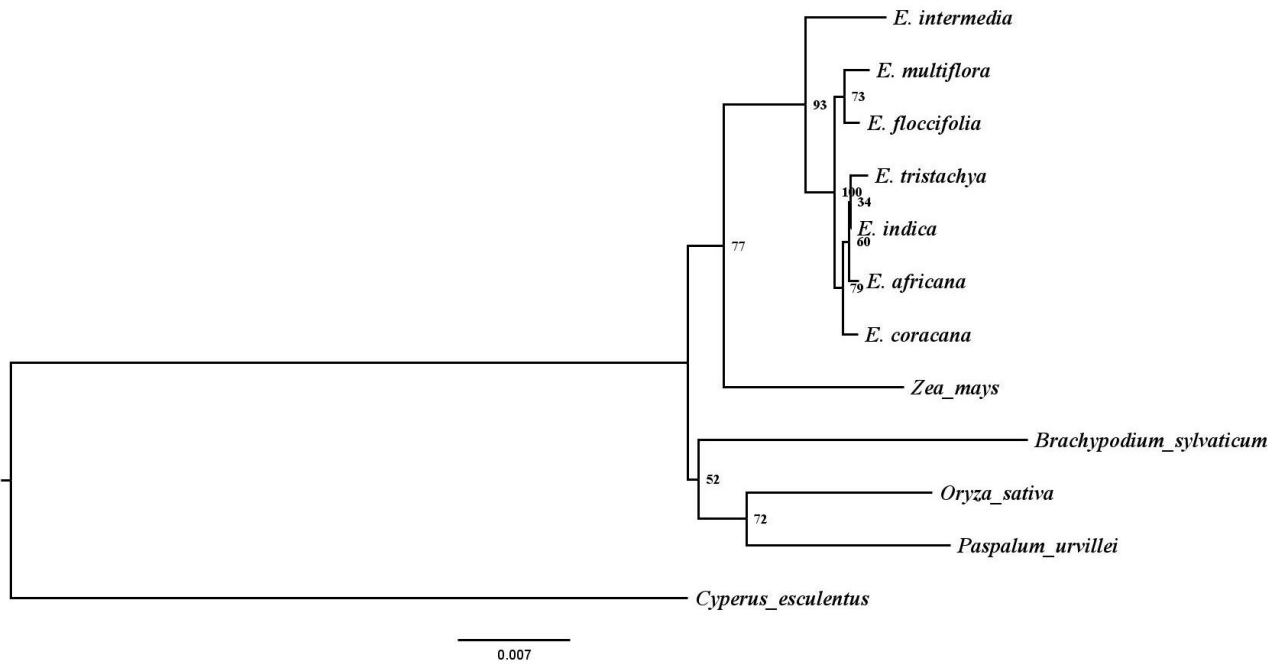 E. intermedia
E. multiflora
93
73
E. floccifolia
E. tristachya
100
34
E. indica
60
77
E. africana
79
E. coracana
Zea_mays
Brachypodium_sylvaticum
52
Oryza_sativa
72
Paspalum_urvillei
Cyperus_esculentus
0.007